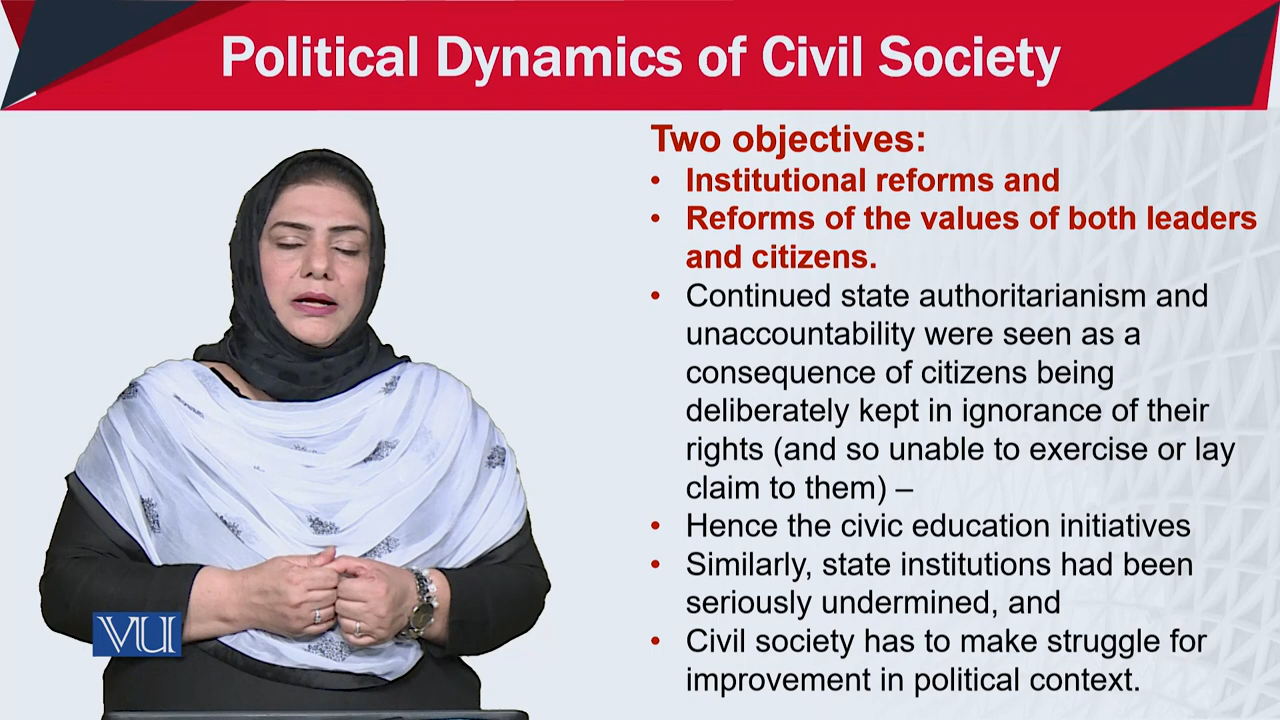 Political Dynamics of Civil Society
Two objectives:
• Institutional reforms and
• Reforms of the values of both leaders
and citizens.
• Continued state authoritarianism and
unaccountability were seen as a
consequence of citizens being
deliberately kept in ignorance of their
rights (and so unable to exercise or lay
claim to them) –
• Hence the civic education initiatives
• Similarly, state institutions had been
seriously undermined, and
• Civil society has to make struggle for
improvement in political context.
VU